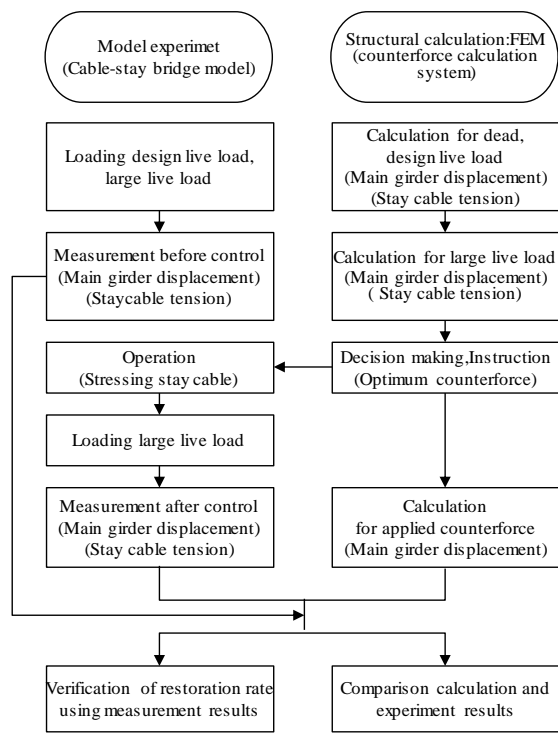 Model experimet
(Cable-stay bridge model)
Structural calculation:FEM
(counterforce calculation
system)
Loading design live load,
large live load
Calculation for dead,
design live load
(Main girder displacement)
(Stay cable tension)
Measurement before control
(Main girder displacement)
(Staycable tension)
Calculation for large live load
(Main girder displacement)
( Stay cable tension)
Operation
(Stressing stay cable)
Decision making,Instruction
(Optimum counterforce)
Loading large live load
Measurement after control
(Main girder displacement)
(Stay cable tension)
Calculation
for applied counterforce
(Main girder displacement)
Verification of restoration rate
using measurement results
Comparison calculation and
experiment results